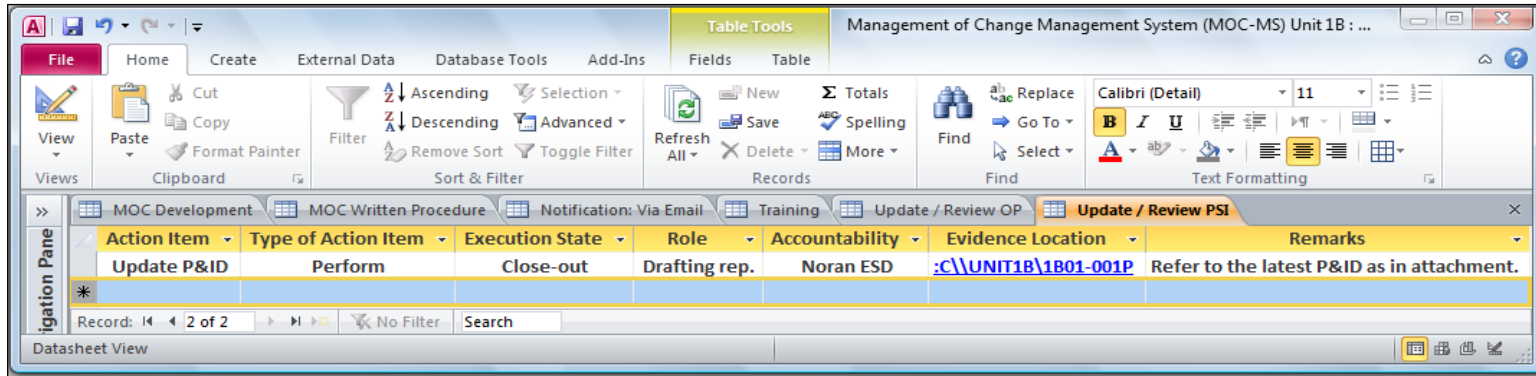 Table Tools Management of Change Management System (MOC-MS) Unit 1B : ...
File Home Create External Data Database Tools Add-Ins Fields Table
Cut Ascending Selection New Σ Totals Replace Calibri (Detail) 11
Copy Descending Advanced Save Spelling Go To B I U
View Paste Format Painter Filter Remove Sort Toggle Filter Refresh All Delete More Find Select A
Views Clipboard Sort & Filter Records Find Text Formatting
MOC Development MOC Written Procedure Notification: Via Email Training Update / Review OP Update / Review PSI
Action Item Type of Action Item Execution State Role Accountability Evidence Location Remarks
Update P&ID Perform Close-out Drafting rep. Noran ESD :C\\UNIT1B\1B01-001P Refer to the latest P&ID as in attachment.
igation Pane
Record: 2 of 2 No Filter Search
Datasheet View